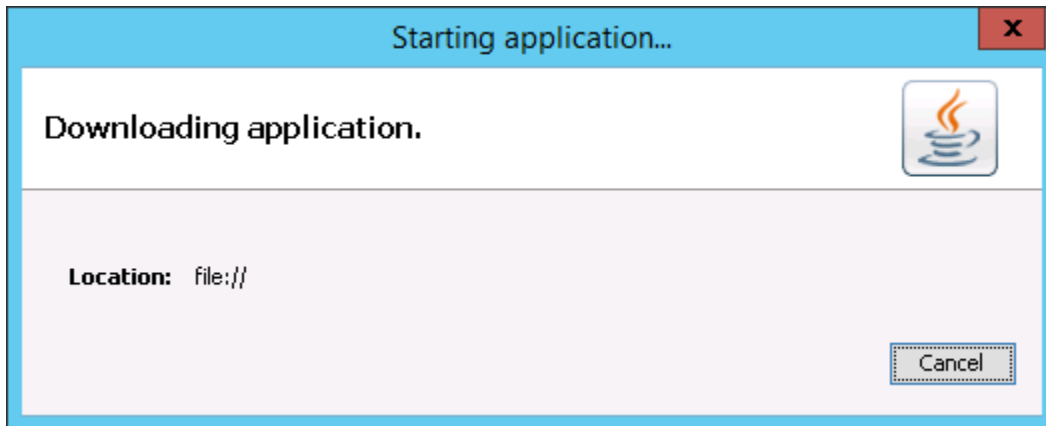 Starting application...
x
Downloading application.
Location: file://
Cancel